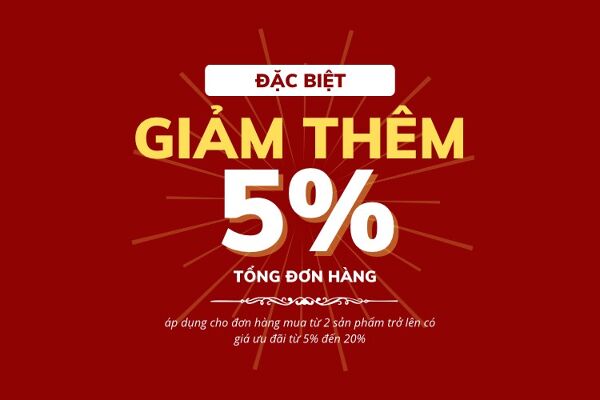 ĐẶC BIỆT
GIẢM THÊM
5%
TỔNG ĐƠN HÀNG
áp dụng cho đơn hàng mua từ 2 sản phẩm trở lên có
giá ưu đãi từ 5% đến 20%